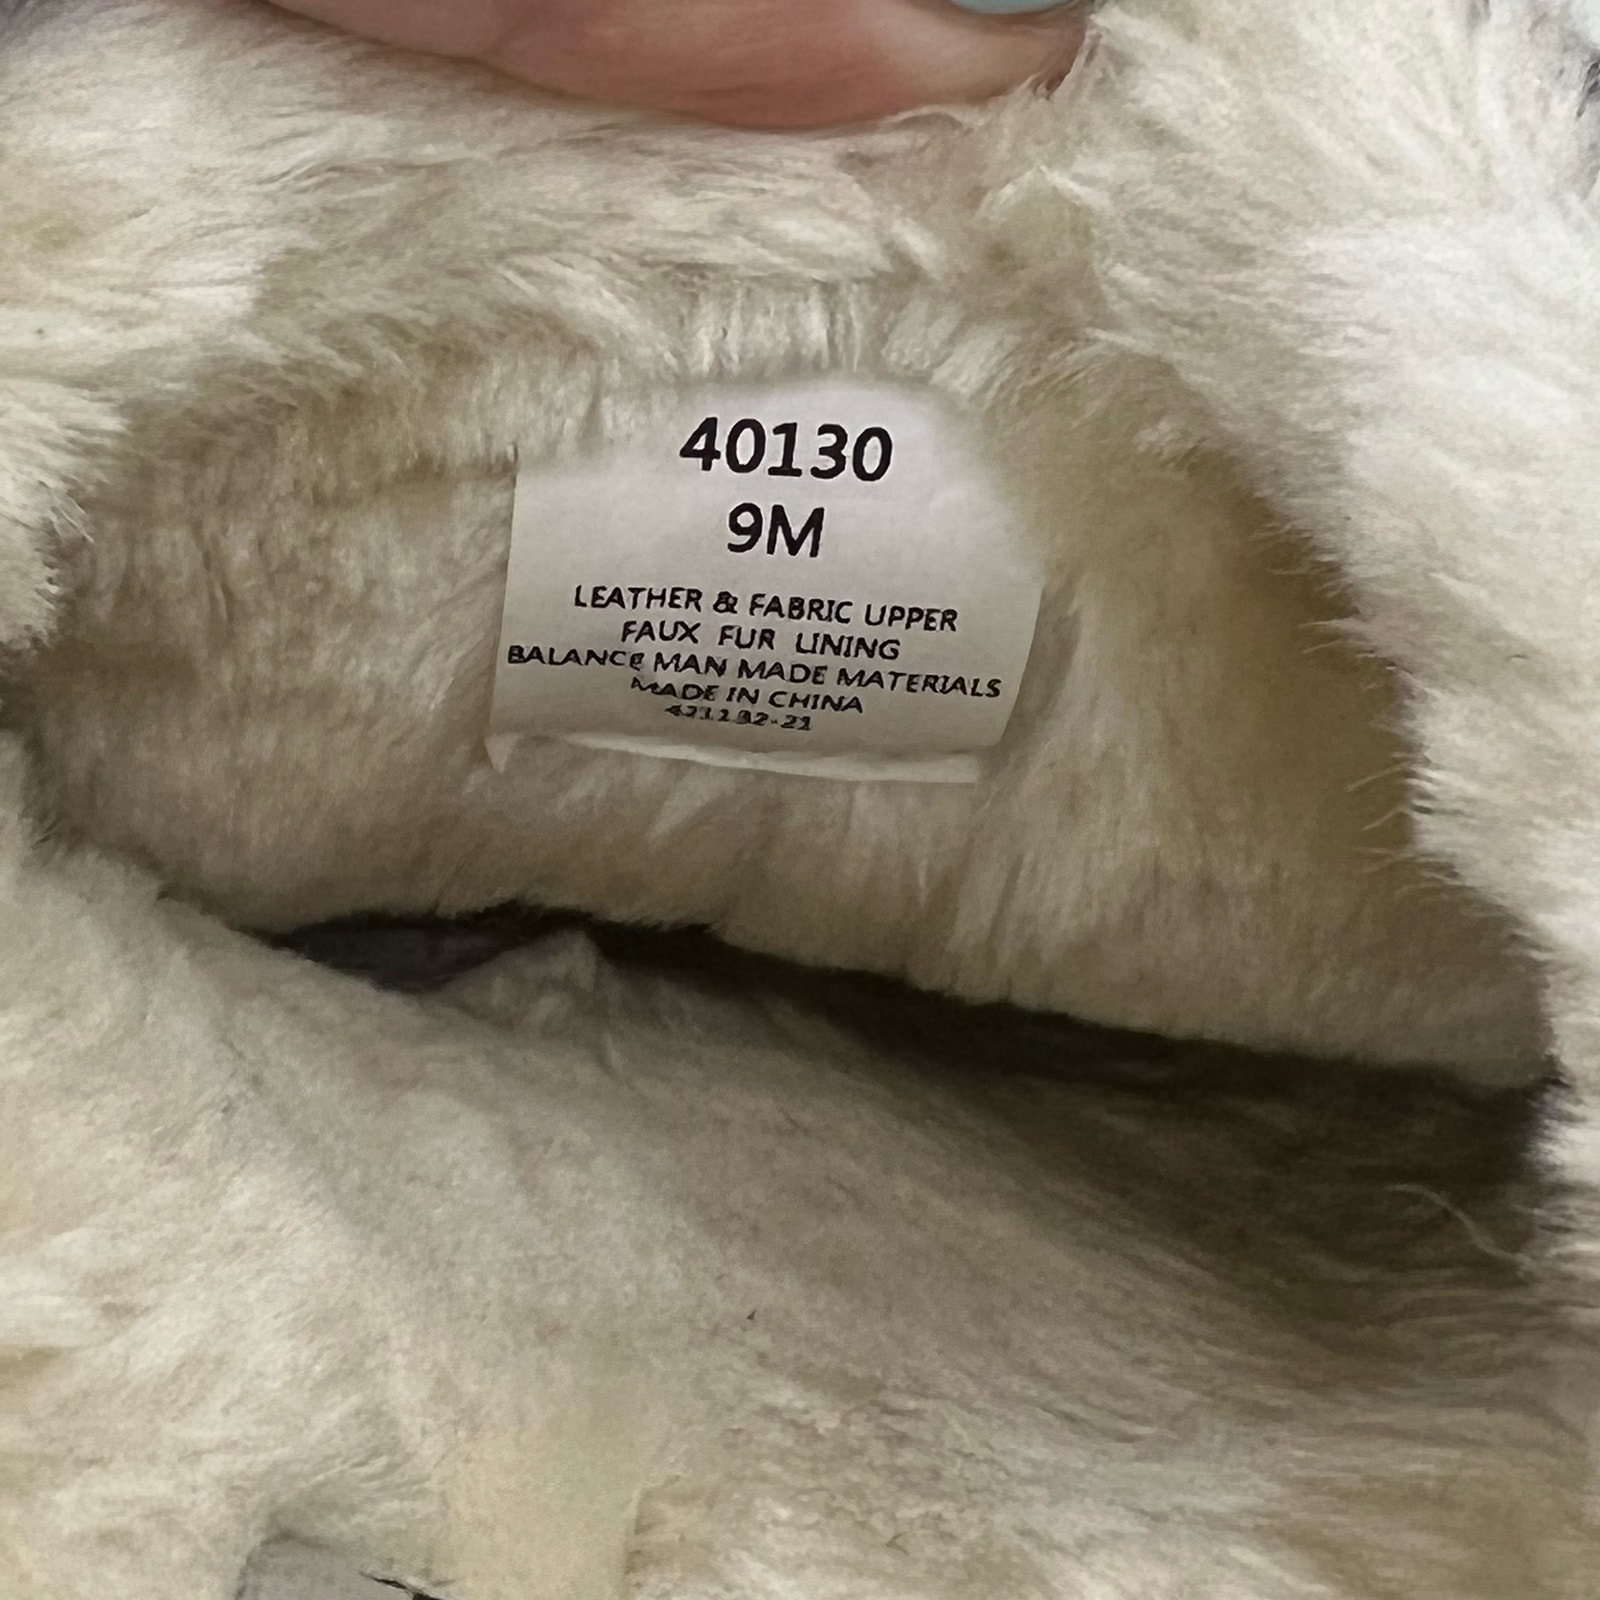 40130
9M
LEATHER & FABRIC UPPER
FAUX FUR LINING
BALANCE MAN MADE MATERIALS
MADE IN CHINA